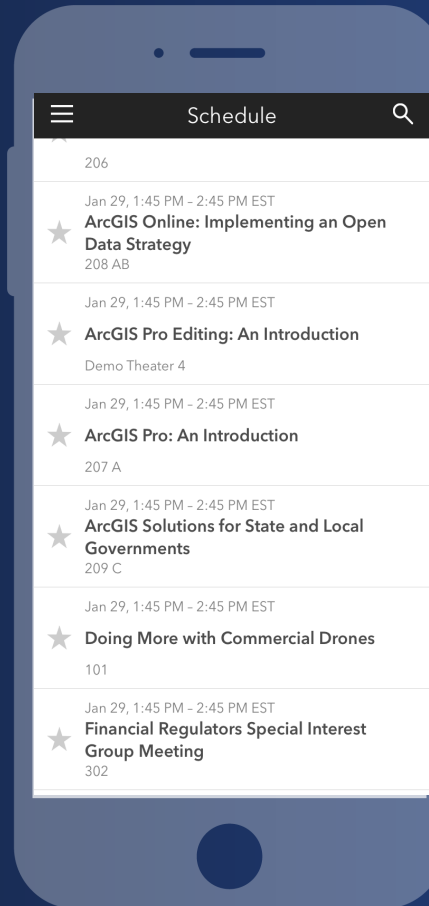 Schedule
206
Jan 29, 1:45 PM – 2:45 PM EST
ArcGIS Online: Implementing an Open
Data Strategy
208 AB
Jan 29, 1:45 PM – 2:45 PM EST
ArcGIS Pro Editing: An Introduction
Demo Theater 4
Jan 29, 1:45 PM – 2:45 PM EST
ArcGIS Pro: An Introduction
207 A
Jan 29, 1:45 PM – 2:45 PM EST
ArcGIS Solutions for State and Local
Governments
209 C
Jan 29, 1:45 PM – 2:45 PM EST
Doing More with Commercial Drones
101
Jan 29, 1:45 PM – 2:45 PM EST
Financial Regulators Special Interest
Group Meeting
302